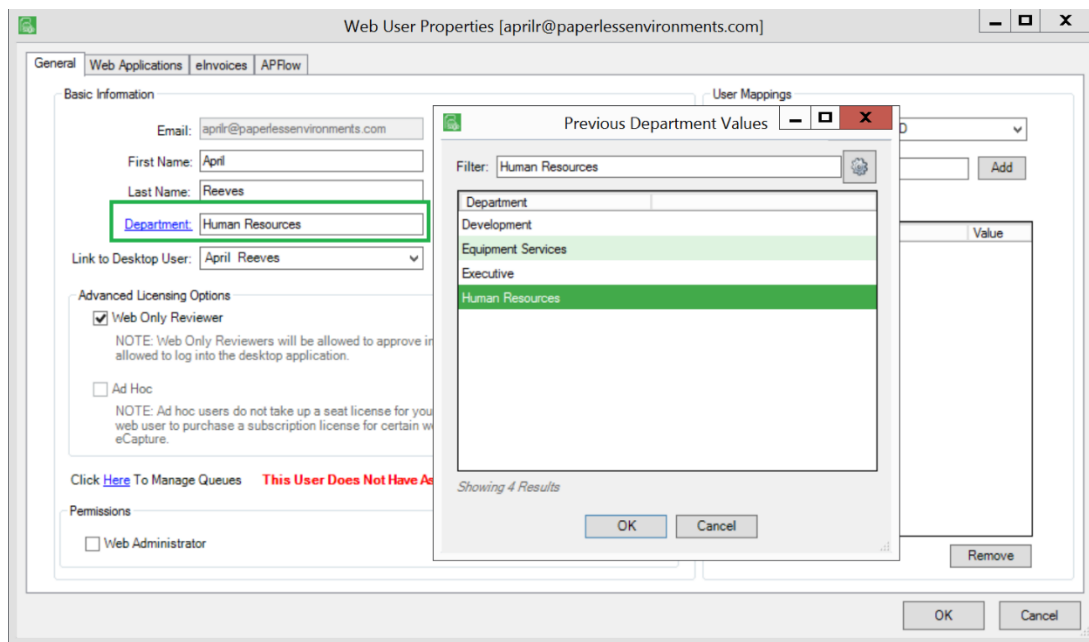 Web User Properties [aprilr@paperlessenvironments.com]
General Web Applications eInvoices APFlow
Basic Information
Email: aprilr@paperlessenvironments.com
First Name: April
Last Name: Reeves
Department: Human Resources
Link to Desktop User: April Reeves
Advanced Licensing Options
Web Only Reviewer
NOTE: Web Only Reviewers will be allowed to approve
allowed to log into the desktop application.
Ad Hoc
NOTE: Ad hoc users do not take up a seat license for you
web user to purchase a subscription license for certain
eCapture.
Click Here To Manage Queues This User Does Not Have
Permissions
Web Administrator
User Mappings
Add
Value
Remove
Previous Department Values
Filter: Human Resources
Department
Development
Equipment Services
Executive
Human Resources
Showing 4 Results
OK Cancel
OK Cancel